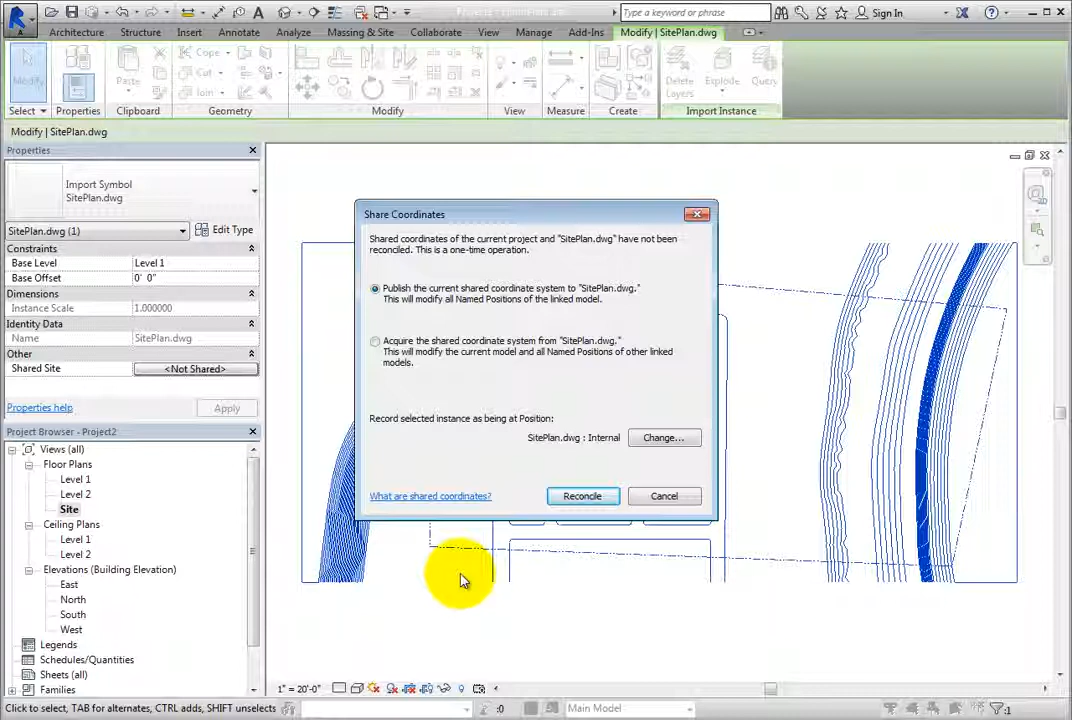 Type a keyword or phrase
Sign In
Architecture Structure Insert Annotate Analyze Massing & Site Collaborate View Manage Add-Ins Modify | SitePlan.dwg
Modify Paste Cope Cut Join Delete Layers Explode Query
Select Properties Clipboard Geometry Modify View Measure Create Import Instance
Modify | SitePlan.dwg
Properties
Import Symbol
SitePlan.dwg
SitePlan.dwg (1) Edit Type
Constraints
Base Level Level 1
Base Offset 0' 0"
Dimensions
Instance Scale 1.000000
Identity Data
Name SitePlan.dwg
Other
Shared Site <Not Shared>
Properties help Apply
Project Browser - Project2
Views (all)
Floor Plans
Level 1
Level 2
Site
Ceiling Plans
Level 1
Level 2
Elevations (Building Elevation)
East
North
South
West
Legends
Schedules/Quantities
Sheets (all)
Families
Share Coordinates
Shared coordinates of the current project and "SitePlan.dwg" have not been
reconciled. This is a one-time operation.
Publish the current shared coordinate system to "SitePlan.dwg."
This will modify all Named Positions of the linked model.
Acquire the shared coordinate system from "SitePlan.dwg."
This will modify the current model and all Named Positions of other linked
models.
Record selected instance as being at Position:
SitePlan.dwg : Internal Change...
What are shared coordinates? Reconcile Cancel
1" = 20'-0"
Click to select, TAB for alternates, CTRL adds, SHIFT unselects :0 Main Model :1